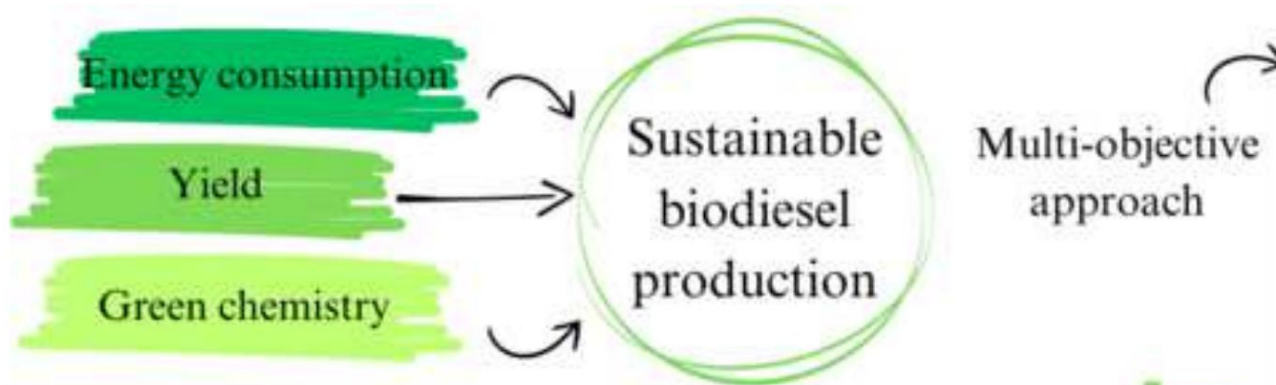 Energy consumption
Yield
Green chemistry
Sustainable
biodiesel
production
Multi-objective
approach